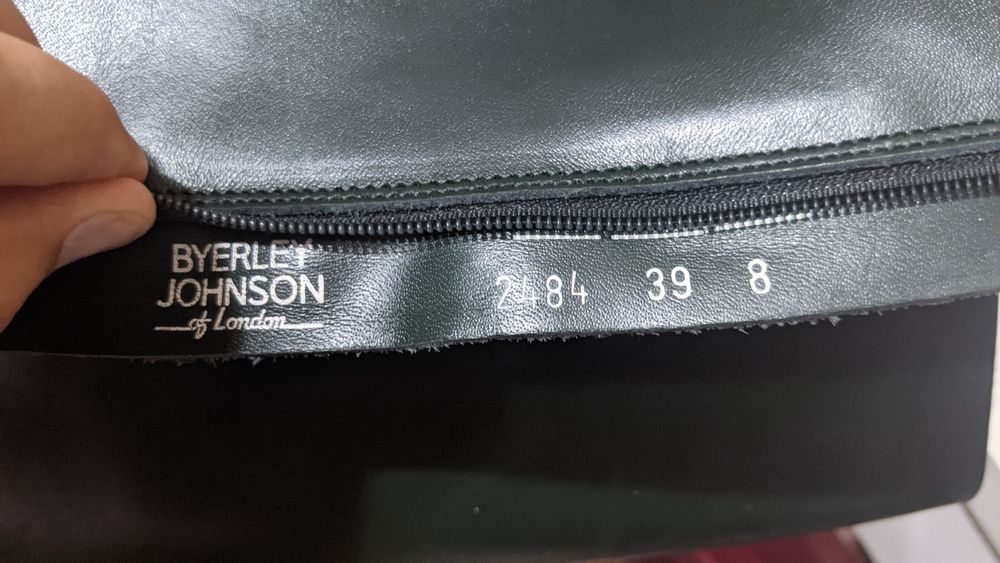 BYERLEY
JOHNSON
of London
2484 39 8